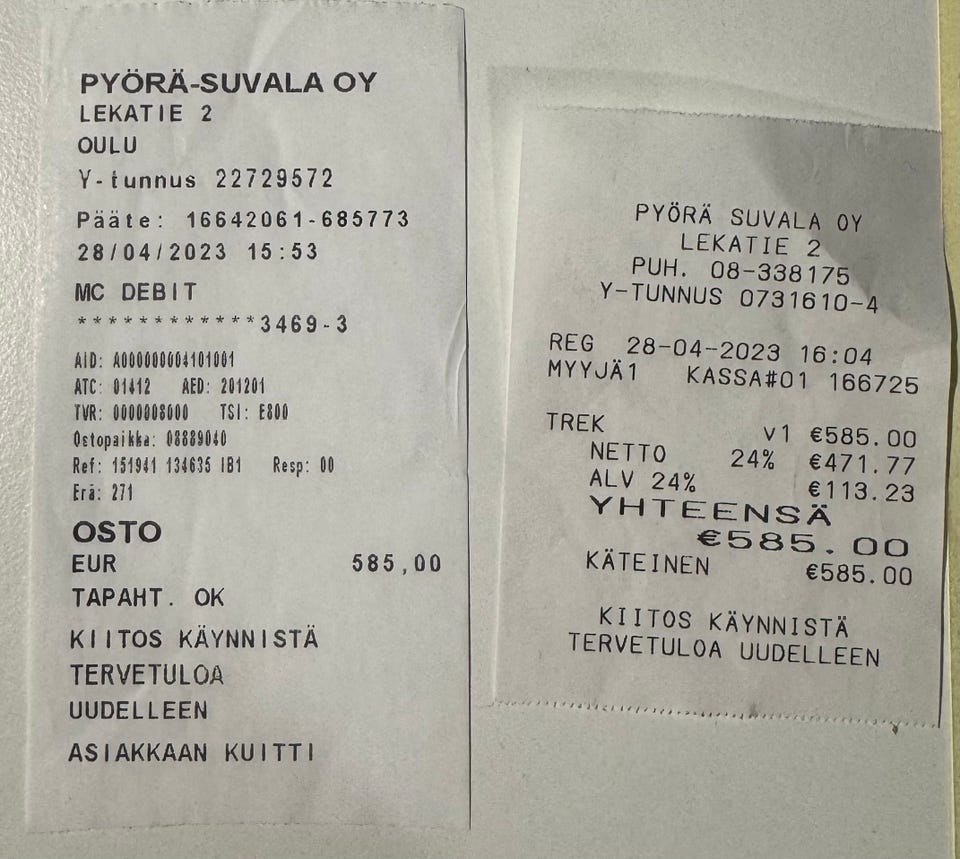 PYÖRÄ-SUVALA OY
LEKATIE 2
OULU
Y-tunnus 22729572
Pääte: 16642061-685773
28/04/2023 15:53
MC DEBIT
************3469-3
AID: A000000004101001
ATC: 01412 AED: 201201
TVR: 0000008000 TSI: E800
Ostopaikka: 08889040
Ref: 151941 134635 IB1 Resp: 00
Erä: 271
OSTO
EUR 585,00
TAPAHT. OK
KIITOS KÄYNNISTÄ
TERVETULOA
UUDELLEEN
ASIAKKAAN KUITTI
PYÖRÄ SUVALA OY
LEKATIE 2
PUH. 08-338175
Y-TUNNUS 0731610-4
REG 28-04-2023 16:04
MYYJÄ1 KASSA#01 166725
TREK V1 €585.00
NETTO 24% €471.77
ALV 24% €113.23
YHTEENSÄ
€585.00
KÄTEINEN €585.00
KIITOS KÄYNNISTÄ
TERVETULOA UUDELLEEN